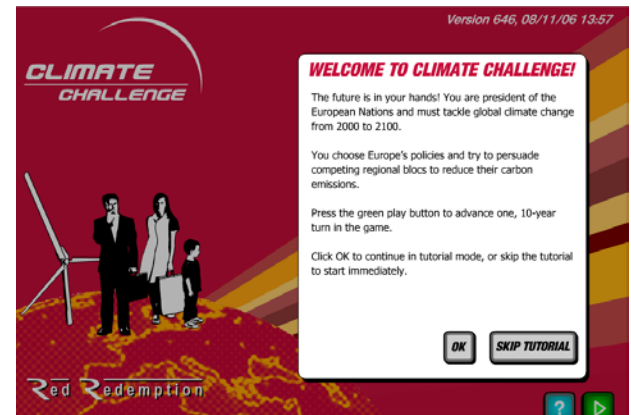 Version 646, 08/11/06 13:57
CLIMATE
CHALLENGE
WELCOME TO CLIMATE CHALLENGE!
The future is in your hands! You are president of the
European Nations and must tackle global climate change
from 2000 to 2100.
You choose Europe's policies and try to persuade
competing regional blocs to reduce their carbon
emissions.
Press the green play button to advance one, 10-year
turn in the game.
Click OK to continue in tutorial mode, or skip the tutorial
to start immediately.
OK
SKIP TUTORIAL
Red Redemption
?